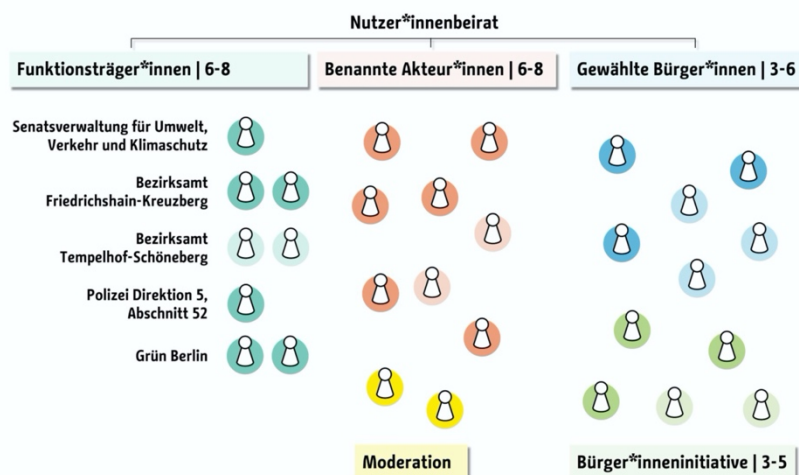 Nutzer*innenbeirat
Funktionsträger*innen | 6-8
Benannte Akteur*innen | 6-8
Gewählte Bürger*innen | 3-6
Senatsverwaltung für Umwelt,
Verkehr und Klimaschutz
Bezirksamt
Friedrichshain-Kreuzberg
Bezirksamt
Tempelhof-Schöneberg
Polizei Direktion 5,
Abschnitt 52
Grün Berlin
Moderation
Bürger*inneninitiative | 3-5